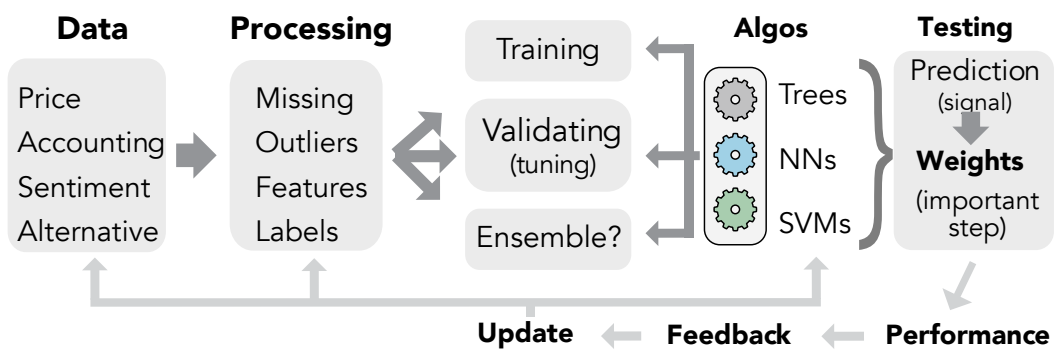 Data
Price
Accounting
Sentiment
Alternative
Processing
Missing
Outliers
Features
Labels
Training
Validating
(tuning)
Ensemble?
Algos
Trees
NNs
SVMs
Testing
Prediction
(signal)
Weights
(important
step)
Update
Feedback
Performance